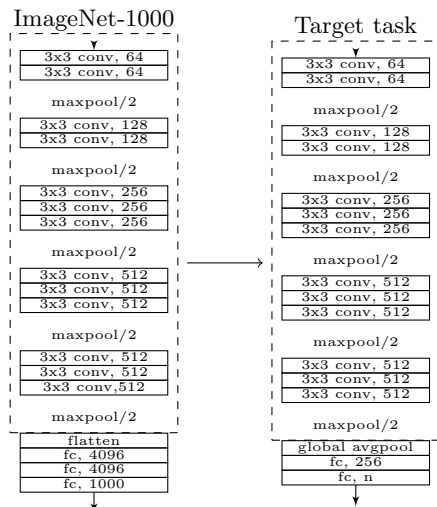 ImageNet-1000
3x3 conv, 64
3x3 conv, 64
maxpool/2
3x3 conv, 128
3x3 conv, 128
maxpool/2
3x3 conv, 256
3x3 conv, 256
3x3 conv, 256
maxpool/2
3x3 conv, 512
3x3 conv, 512
3x3 conv, 512
maxpool/2
3x3 conv, 512
3x3 conv, 512
3x3 conv,512
maxpool/2
flatten
fc, 4096
fc, 4096
fc, 1000
Target task
3x3 conv, 64
3x3 conv, 64
maxpool/2
3x3 conv, 128
3x3 conv, 128
maxpool/2
3x3 conv, 256
3x3 conv, 256
3x3 conv, 256
maxpool/2
3x3 conv, 512
3x3 conv, 512
3x3 conv, 512
maxpool/2
3x3 conv, 512
3x3 conv, 512
3x3 conv, 512
maxpool/2
global avgpool
fc, 256
fc, n